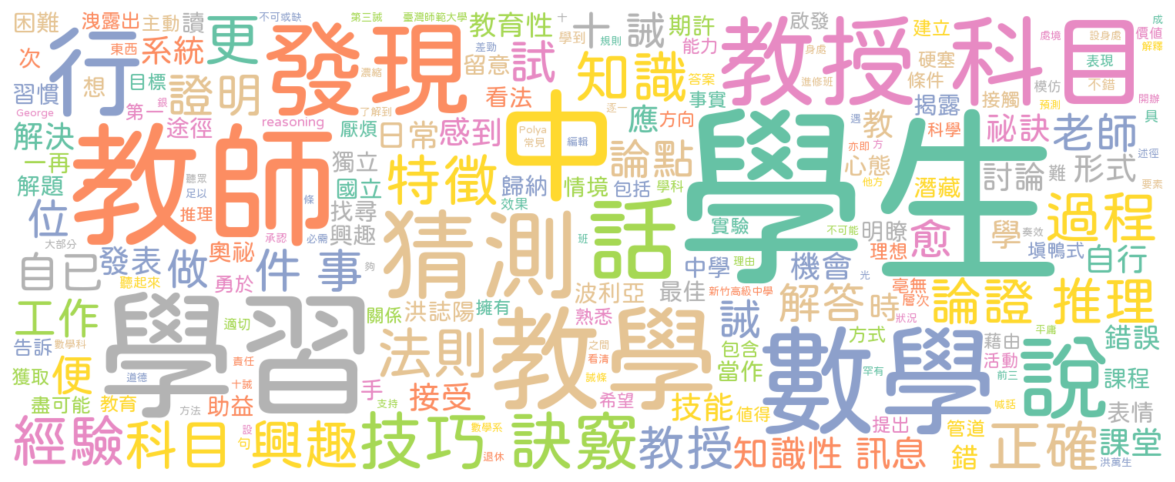 困難 洩露出 主動 讀 更 發現 教育性 十誡 期許 啟發 教授科目 成
次 行 東西 系統 留意 試 知識 能力 建立 價值
習慣 想 目標 證明 看法 答案 硬塞 條件 模仿 表現 不錯
George 第一 途徑 reasoning 了解到 事實 揭露 接觸 開辦
解決 教師 厭煩 日常 感到 中 Polya 常見 編輯 應 方向 學生 教 科學 祕訣 老師 具
一再 獨立 特徵 論點 亦即 心態 討論 難 形式 述徑
解題 聽眾 足以 國立 歸納 情境 包括 學科 他方 潛藏 要素
位 推理 條 找尋 效果 話 實驗 明瞭 愈 學 奏效 過程
大部分 奧祕 承認 必需 興趣 猜測 班 不可能 理想 填鴨式
自已 發表 做 件事 夠 中學 理由 機會 毫無 自行
聽起來 勇於 波利亞 最佳 新竹高級中學 光 層次
工作 學習 適切 關係 洪誌陽 擁有 熟悉 解答 時 狀況 論證 推理
告訴 數學科 責任 法則 教學 之間 看清 包含 誡 數學 方式 藉由 平庸 說 錯誤
獲取 便 道德 十誡 手 誡條 當作 罕有 活動 前三 課程
盡可能 教育 方法 助益 支持 接受 希望 技能 值得 提出 喊話 表情
經驗 科目 設 句 興趣 技巧 數學系 訣竅 教授 知識性 訊息 管道 錯 正確 課堂
退休 洪萬生
不可或缺 第三誡 臺灣師範大學 十 學到 規則 差勁 身處 進修班 處境 設身處 解釋 預測 逐一 遇 方